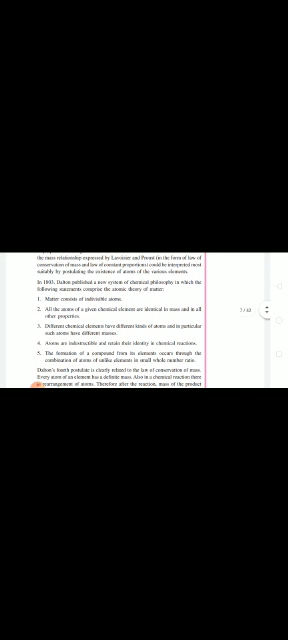 the mass relationship expressed by Lavoisier and Proust (in the form of law of
conservation of mass and law of constant proportions) could be interpreted most
suitably by postulating the existence of atoms of the various elements.
In 1803, Dalton published a new system of chemical philosophy in which the
following statements comprise the atomic theory of matter:
1. Matter consists of indivisible atoms.
2. All the atoms of a given chemical element are identical in mass and in all
other properties.
3. Different chemical elements have different kinds of atoms and in particular
such atoms have different masses.
4. Atoms are indestructible and retain their identity in chemical reactions.
5. The formation of a compound from its elements occurs through the
combination of atoms of unlike elements in small whole number ratio.
Dalton's fourth postulate is clearly related to the law of conservation of mass.
Every atom of an element has a definite mass. Also in a chemical reaction there
rearrangement of atoms. Therefore after the reaction, mass of the product